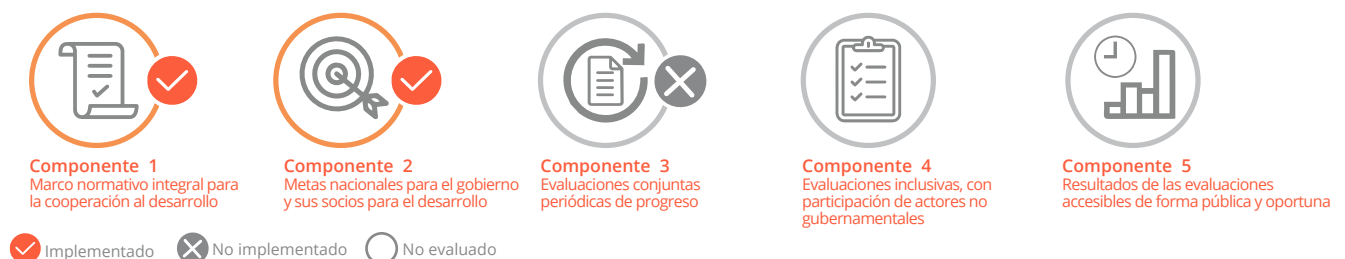 Componente 1
Marco normativo integral para
la cooperación al desarrollo
Componente 2
Metas nacionales para el gobierno
y sus socios para el desarrollo
Componente 3
Evaluaciones conjuntas
periódicas de progreso
Componente 4
Evaluaciones inclusivas, con
participación de actores no
gubernamentales
Componente 5
Resultados de las evaluaciones
accesibles de forma pública y oportuna
Implementado
No implementado
No evaluado